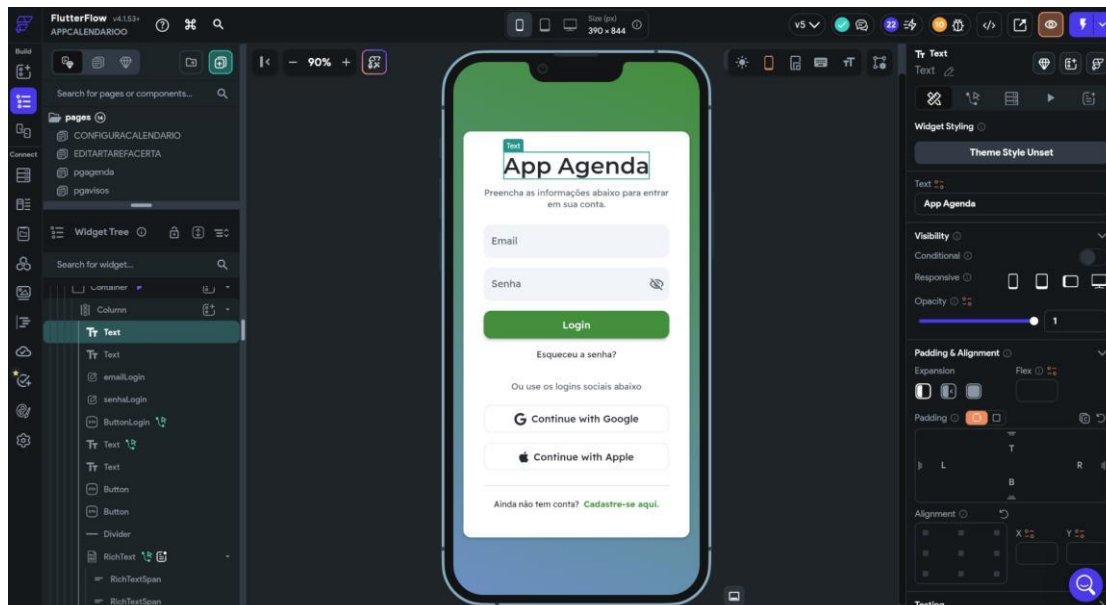 FlutterFlow v4.1.53+
APPCALENDARIOO
Size (px)
390 × 844
v5
22
10
Build
Connect
Search for pages or components...
pages 14
CONFIGURACALENDARIO
EDITARTAREFACERTA
pgagenda
pgavisos
Widget Tree
Search for widget...
Container
Column
Text
Text
emailLogin
senhaLogin
ButtonLogin
Text
Text
Button
Button
Divider
RichText
RichTextSpan
RichTextSpan
90%
Text
App Agenda
Preencha as informações abaixo para entrar
em sua conta.
Email
Senha
Login
Esqueceu a senha?
Ou use os logins sociais abaixo
Continue with Google
Continue with Apple
Ainda não tem conta? Cadastre-se aqui.
Text
Text
Widget Styling
Theme Style Unset
Text
App Agenda
Visibility
Conditional
Responsive
Opacity
1
Padding & Alignment
Expansion Flex
Padding
T
L R
B
Alignment
X Y
Testing